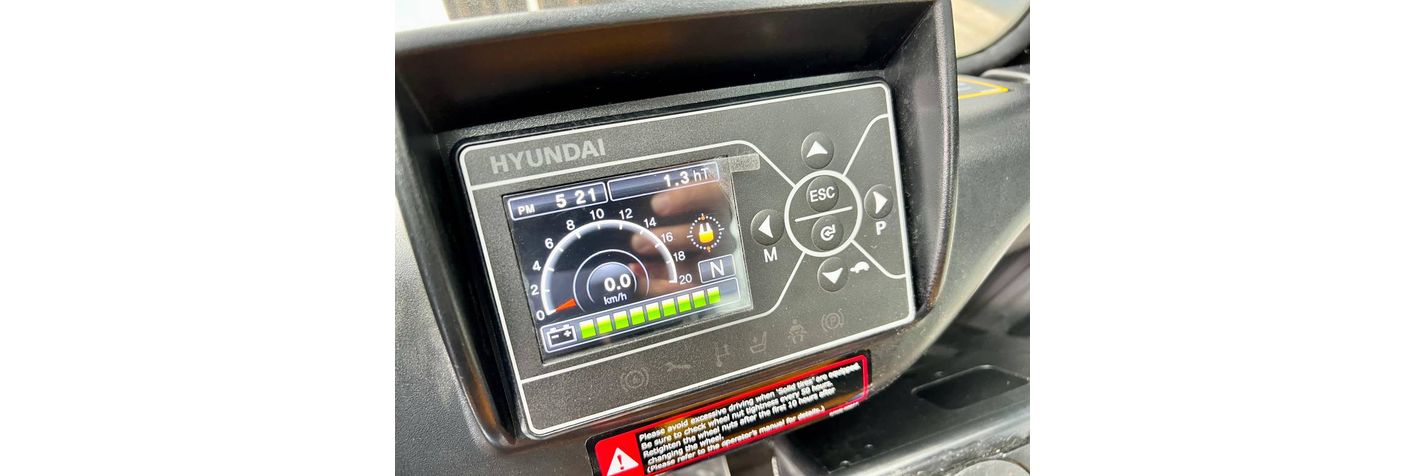 HYUNDAI
PM 5 21
1.3 hT
0 2 4 6 8 10 12 14 16 18 20
0.0
km/h
N
- +
ESC
M
P
Please avoid excessive driving when 'Solid tires' are equipped.
Be sure to check wheel nut tightness every 50 hours.
Retighten the wheel nuts after the first 10 hours after
changing the wheel.
(Please refer to the operator's manual for details.)